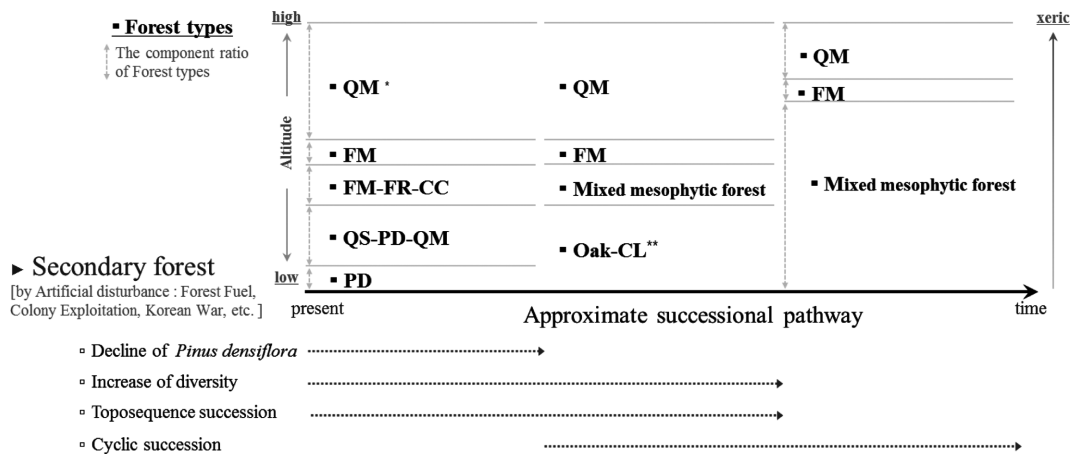 ▪ Forest types
The component ratio
of Forest types
high
Altitude
low
xeric
▪ QM *
▪ FM
▪ FM-FR-CC
▪ QS-PD-QM
▪ PD
▪ QM
▪ FM
▪ Mixed mesophytic forest
▪ Oak-CL**
▪ QM
▪ FM
▪ Mixed mesophytic forest
► Secondary forest
[by Artificial disturbance : Forest Fuel,
Colony Exploitation, Korean War, etc. ]
present
Approximate successional pathway
time
▫ Decline of Pinus densiflora
▫ Increase of diversity
▫ Toposequence succession
▫ Cyclic succession